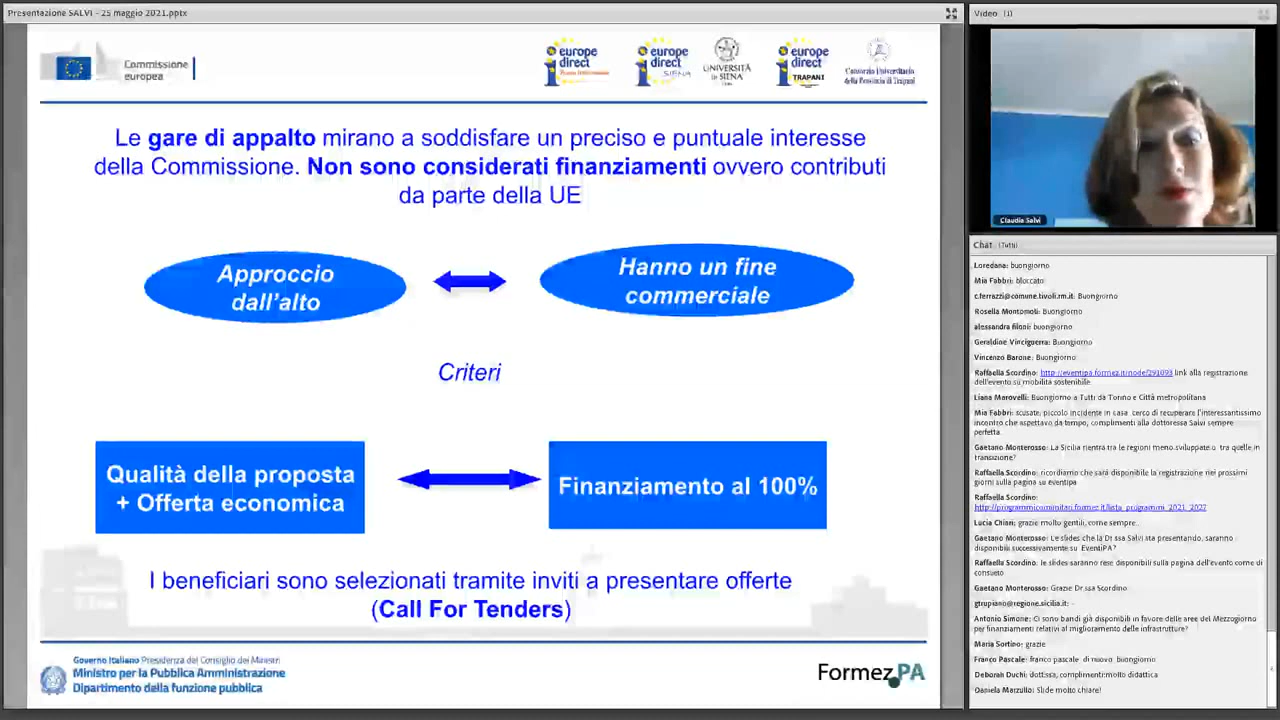 Presentazione SALVI - 25 maggio 2021.pptx
Commissione
europea
europe
direct
europe
direct
SIENA
UNIVERSITÀ
DI SIENA
europe
direct
TRAPANI
Consorzio Universitario
della Provincia di Trapani
Le gare di appalto mirano a soddisfare un preciso e puntuale interesse
della Commissione. Non sono considerati finanziamenti ovvero contributi
da parte della UE
Approccio
dall'alto
Hanno un fine
commerciale
Criteri
Qualità della proposta
+ Offerta economica
Finanziamento al 100%
I beneficiari sono selezionati tramite inviti a presentare offerte
(Call For Tenders)
Governo Italiano Presidenza del Consiglio dei Ministri
Ministro per la Pubblica Amministrazione
Dipartimento della funzione pubblica
Formez PA
Video (1)
Claudia Salvi
Chat (Tutti)
Loredana: buongiorno
Mia Fabbri: bloccato
c.ferrazzi@comune.tivoli.rm.it: Buongiorno
Rosella Montomoli: Buongiorno
alessandra filoni: buongiorno
Geraldine Vinciguerra: Buongiorno
Vincenzo Barone: Buongiorno
Raffaella Scordino: http://eventipa.formez.it/node/291093 link alla registrazione
dell'evento su mobilità sostenibile
Liana Marovelli: Buongiorno a Tutti da Torino e Città metropolitana
Mia Fabbri: scusate, piccolo incidente in casa cerco di recuperare l'interessantissimo
incontro che aspettavo da tempo, complimenti alla dottoressa Salvi sempre
perfetta
Gaetano Monterosso: La Sicilia rientra tra le regioni meno sviluppate o tra quelle in
transizione?
Raffaella Scordino: ricordiamo che sarà disponibile la registrazione nei prossimi
giorni sulla pagina su eventipa
Raffaella Scordino:
http://programmicomunitari.formez.it/lista_programmi_2021_2027
Lucia Chiari: grazie molto gentili, come sempre..
Gaetano Monterosso: Le slides che la Dr ssa Salvi sta presentando, saranno
disponibili successivamente su EventiPA?
Raffaella Scordino: le slides saranno rese disponibili sulla pagina dell'evento come di
consueto
Gaetano Monterosso: Grazie Dr ssa Scordino
gtrupiano@regione.sicilia.it: -
Antonio Simone: Ci sono bandi già disponibili in favore delle aree del Mezzogiorno
per finanziamenti relativi al miglioramento delle infrastrutture?
Maria Sortino: grazie
Franco Pascale: franco pascale di nuovo buongiorno
Deborah Duchi: dott.ssa, complimenti:molto didattica
Daniela Marzullo: Slide molto chiare!